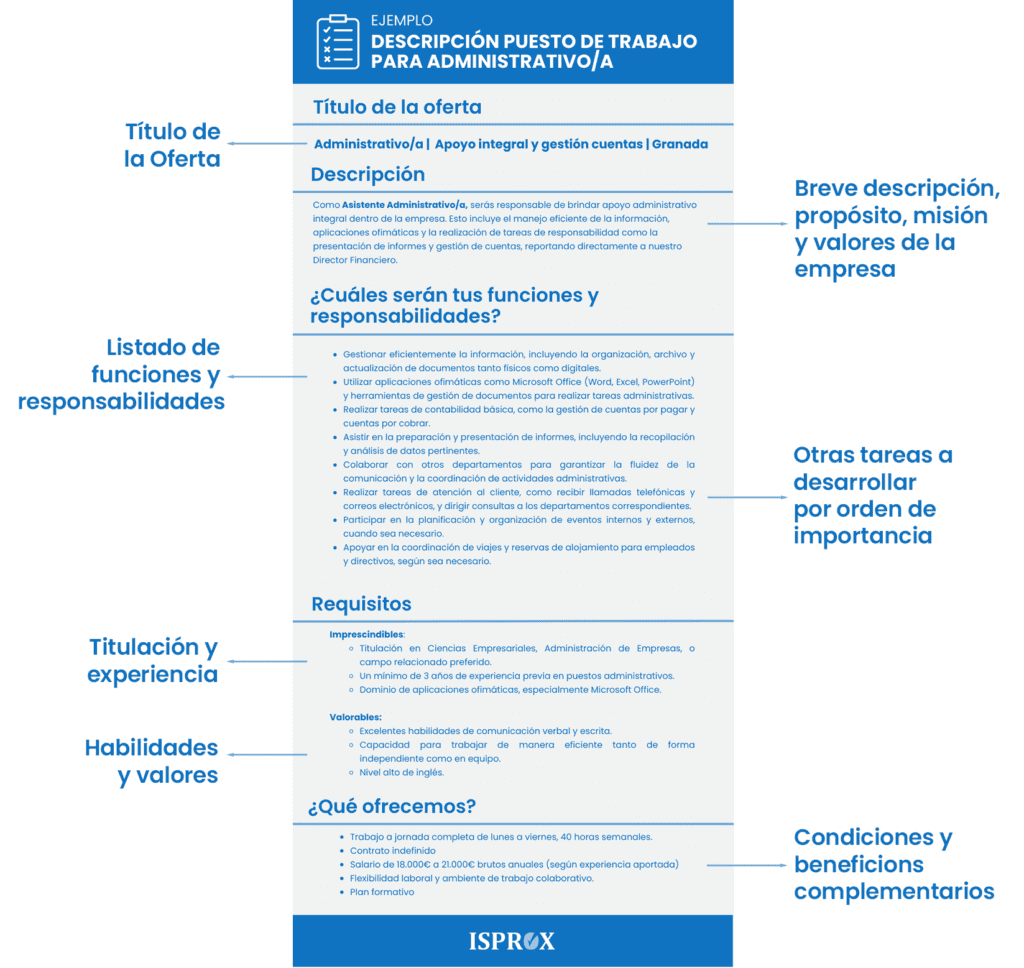 EJEMPLO
DESCRIPCIÓN PUESTO DE TRABAJO
PARA ADMINISTRATIVO/A
Título de la oferta
Título de
la Oferta
Administrativo/a | Apoyo integral y gestión cuentas | Granada
Descripción
Como Asistente Administrativo/a, serás responsable de brindar apoyo administrativo
integral dentro de la empresa. Esto incluye el manejo eficiente de la información,
aplicaciones ofimáticas y la realización de tareas de responsabilidad como la
presentación de informes y gestión de cuentas, reportando directamente a nuestro
Director Financiero.
Breve descripción,
propósito, misión
y valores de la
empresa
¿Cuáles serán tus funciones y
responsabilidades?
Listado de
funciones y
responsabilidades
• Gestionar eficientemente la información, incluyendo la organización, archivo y
actualización de documentos tanto físicos como digitales.
• Utilizar aplicaciones ofimáticas como Microsoft Office (Word, Excel, PowerPoint)
y herramientas de gestión de documentos para realizar tareas administrativas.
• Realizar tareas de contabilidad básica, como la gestión de cuentas por pagar y
cuentas por cobrar.
• Asistir en la preparación y presentación de informes, incluyendo la recopilación
y análisis de datos pertinentes.
• Colaborar con otros departamentos para garantizar la fluidez de la
comunicación y la coordinación de actividades administrativas.
• Realizar tareas de atención al cliente, como recibir llamadas telefónicas y
correos electrónicos, y dirigir consultas a los departamentos correspondientes.
• Participar en la planificación y organización de eventos internos y externos,
cuando sea necesario.
• Apoyar en la coordinación de viajes y reservas de alojamiento para empleados
y directivos, según sea necesario.
Otras tareas a
desarrollar
por orden de
importancia
Requisitos
Titulación y
experiencia
Imprescindibles:
○ Titulación en Ciencias Empresariales, Administración de Empresas, o
campo relacionado preferido.
○ Un mínimo de 3 años de experiencia previa en puestos administrativos.
○ Dominio de aplicaciones ofimáticas, especialmente Microsoft Office.
Habilidades
y valores
Valorables:
○ Excelentes habilidades de comunicación verbal y escrita.
○ Capacidad para trabajar de manera eficiente tanto de forma
independiente como en equipo.
○ Nivel alto de inglés.
¿Qué ofrecemos?
• Trabajo a jornada completa de lunes a viernes, 40 horas semanales.
• Contrato indefinido
• Salario de 18.000€ a 21.000€ brutos anuales (según experiencia aportada)
• Flexibilidad laboral y ambiente de trabajo colaborativo.
• Plan formativo
Condiciones y
beneficions
complementarios
ISPROX